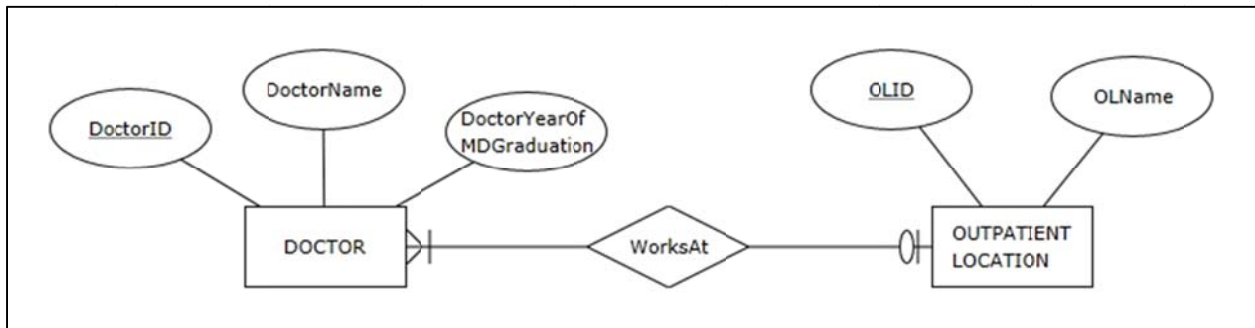 DoctorID
DoctorName
DoctorYearOf
MDGraduation
OLID
OLName
DOCTOR
WorksAt
OUTPATIENT
LOCATION